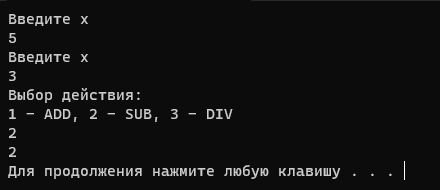 Введите x
5
Введите x
3
Выбор действия:
1 - ADD, 2 - SUB, 3 - DIV
2
2
Для продолжения нажмите любую клавишу . . .